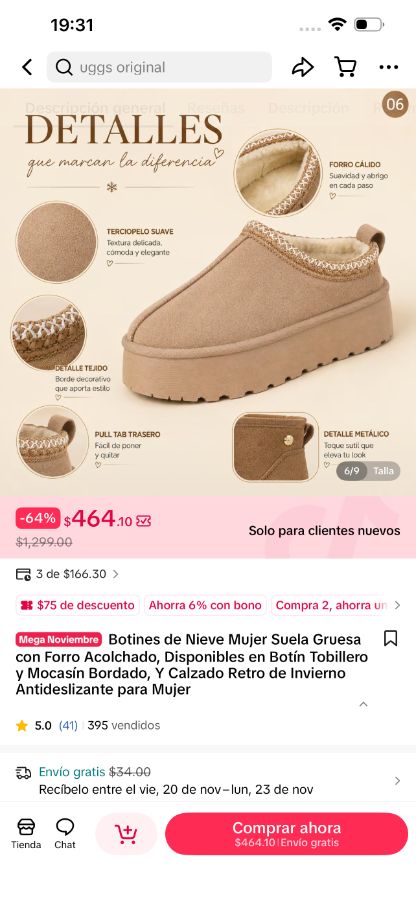 19:31
uggs original
Descripción general Reseñas Descripción
06
DETALLES
que marcan la diferencia
FORRO CÁLIDO
Suavidad y abrigo
en cada paso
TERCIOPELO SUAVE
Textura delicada,
cómoda y elegante
DETALLE TEJIDO
Borde decorativo
que aporta estilo
PULL TAB TRASERO
Fácil de poner
y quitar
DETALLE METÁLICO
Toque sutil que
eleva tu look
6/9 Talla
-64% $464.10
Solo para clientes nuevos
$1,299.00
3 de $166.30
$75 de descuento Ahorra 6% con bono Compra 2, ahorra un
Mega Noviembre Botines de Nieve Mujer Suela Gruesa
con Forro Acolchado, Disponibles en Botín Tobillero
y Mocasín Bordado, Y Calzado Retro de Invierno
Antideslizante para Mujer
5.0 (41) 395 vendidos
Envío gratis $34.00
Recíbelo entre el vie, 20 de nov–lun, 23 de nov
Tienda
Chat
Comprar ahora
$464.10 | Envío gratis